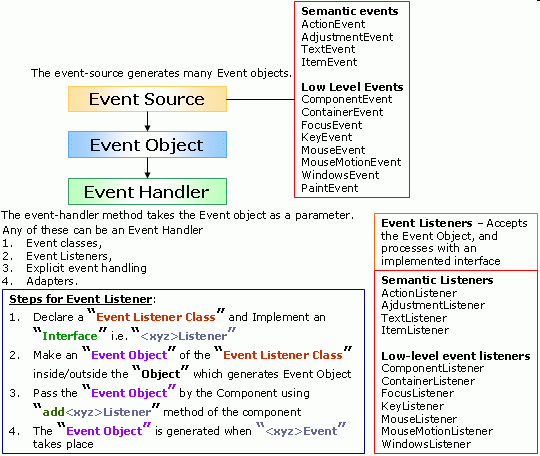 Semantic events
ActionEvent
AdjustmentEvent
TextEvent
ItemEvent
Low Level Events
ComponentEvent
ContainerEvent
FocusEvent
KeyEvent
MouseEvent
MouseMotionEvent
WindowsEvent
PaintEvent
The event-source generates many Event objects.
Event Source
Event Object
Event Handler
The event-handler method takes the Event object as a parameter.
Any of these can be an Event Handler
1. Event classes,
2. Event Listeners,
3. Explicit event handling
4. Adapters.
Steps for Event Listener:
1. Declare a “Event Listener Class” and Implement an
“Interface” i.e. “<xyz>Listener”
2. Make an “Event Object” of the “Event Listener Class”
inside/outside the “Object” which generates Event Object
3. Pass the “Event Object” by the Component using
“add<xyz>Listener” method of the component
4. The “Event Object” is generated when “<xyz>Event”
takes place
Event Listeners – Accepts
the Event Object, and
processes with an
implemented interface
Semantic Listeners
ActionListener
AjdustmentListener
TextListener
ItemListener
Low-level event listeners
ComponentListener
ContainerListener
FocusListener
KeyListener
MouseListener
MouseMotionListener
WindowsListener